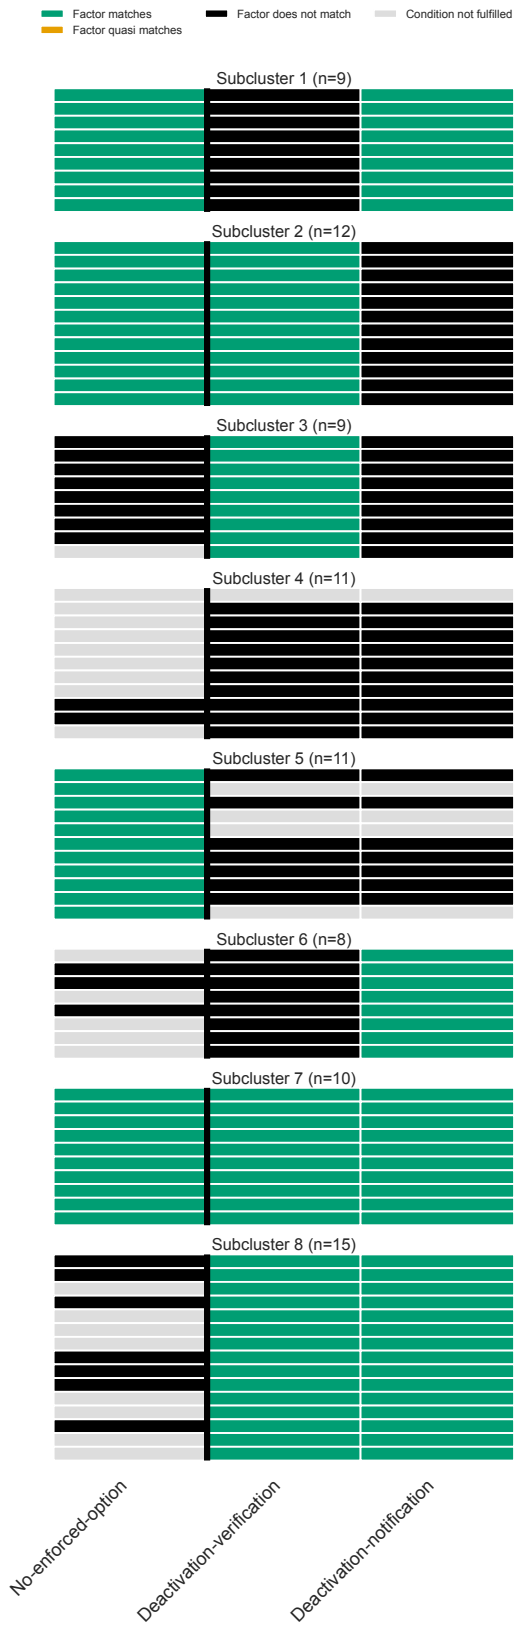 Factor matches
Factor does not match
Condition not fulfilled
Factor quasi matches
Subcluster 1 (n=9)
Subcluster 2 (n=12)
Subcluster 3 (n=9)
Subcluster 4 (n=11)
Subcluster 5 (n=11)
Subcluster 6 (n=8)
Subcluster 7 (n=10)
Subcluster 8 (n=15)
No-enforced-option
Deactivation-verification
Deactivation-notification